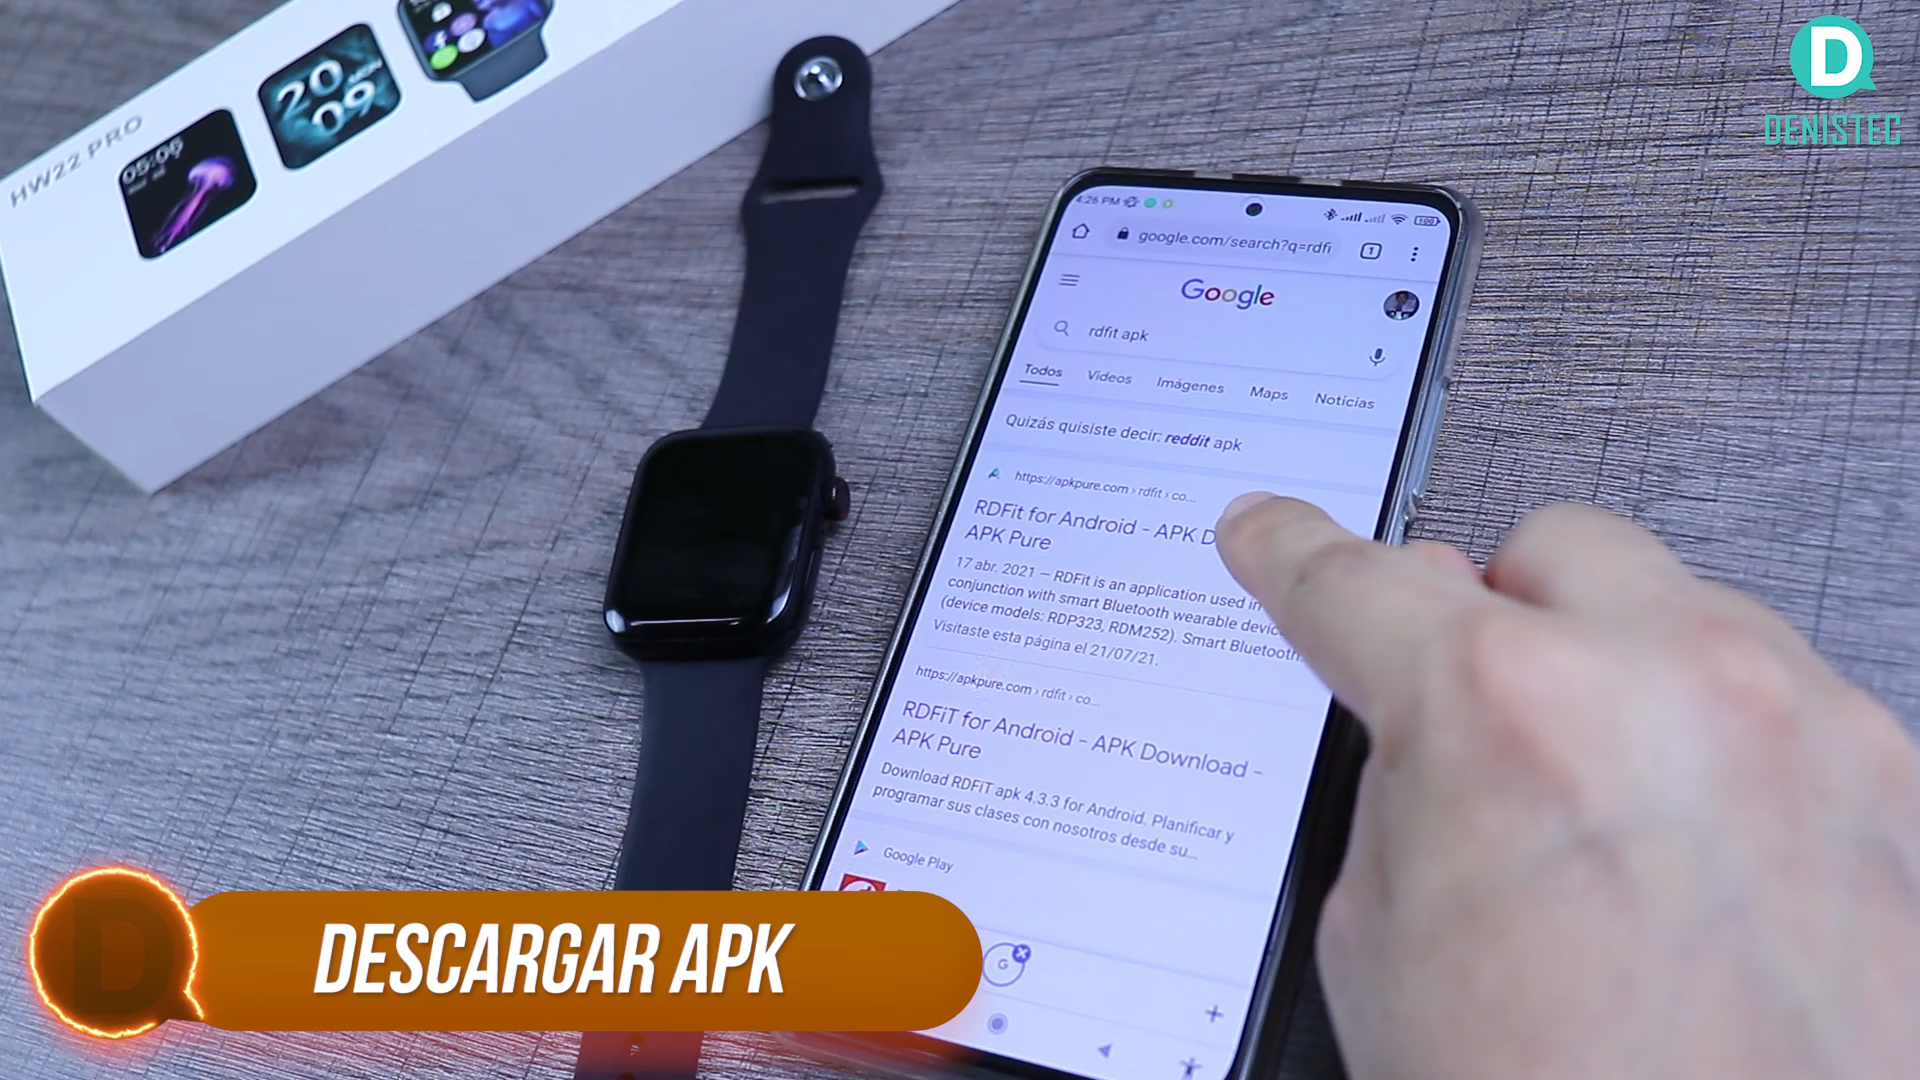 HW22 PRO
05:06
20
09
MON
D
DENISTEC
4:26 PM
100
google.com/search?q=rdfi
1
Google
rdfit apk
Todos
Videos
Imágenes
Maps
Noticias
Quizás quisiste decir: reddit apk
https://apkpure.com › rdfit › co...
RDFit for Android - APK D
APK Pure
17 abr. 2021 — RDFit is an application used in
conjunction with smart Bluetooth wearable devic
(device models: RDP323, RDM252). Smart Bluetooth
Visitaste esta página el 21/07/21.
https://apkpure.com › rdfit › co...
RDFiT for Android - APK Download -
APK Pure
Download RDFiT apk 4.3.3 for Android. Planificar y
programar sus clases con nosotros desde su...
Google Play
G
D
DESCARGAR APK